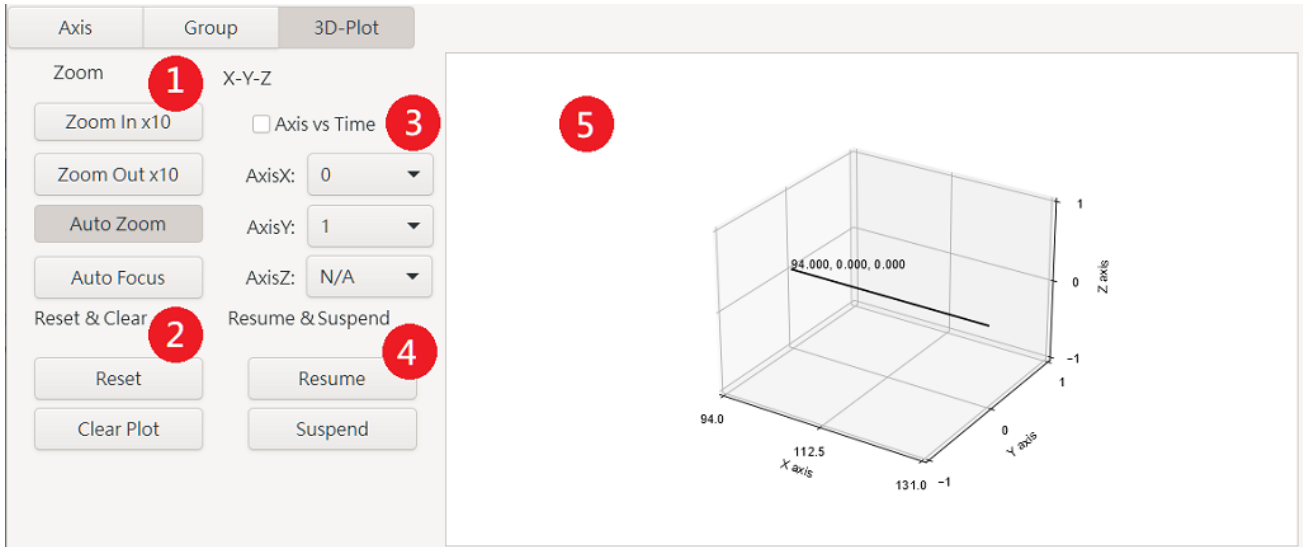 Axis Group 3D-Plot
Zoom 1 X-Y-Z
Zoom In x10 Axis vs Time 3 5
Zoom Out x10 AxisX: 0
Auto Zoom AxisY: 1
Auto Focus AxisZ: N/A
Reset & Clear 2 Resume & Suspend 4
Reset Resume
Clear Plot Suspend
1
94.000, 0.000, 0.000
0 Z axis
-1
1
94.0
0 Y axis
112.5
X axis
131.0 -1